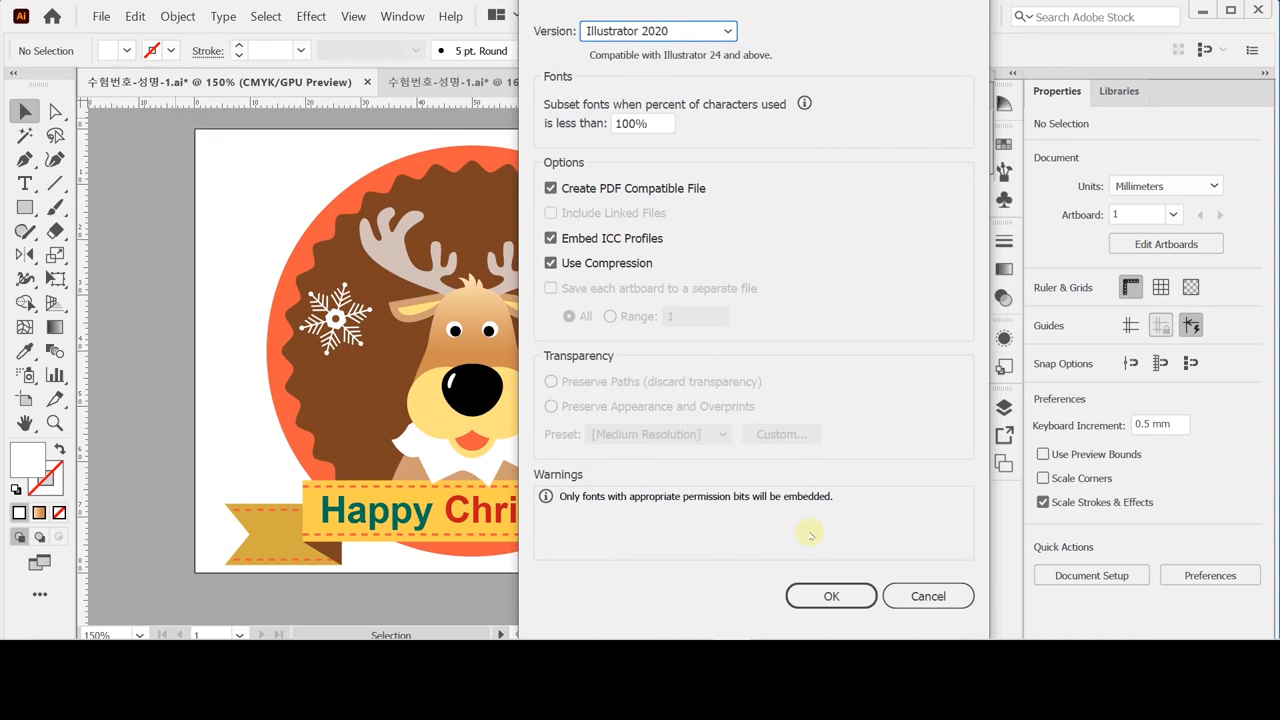 Ai
File Edit Object Type Select Effect View Window Help
Search Adobe Stock
No Selection
Stroke:
5 pt. Round
수험번호-성명-1.ai* @ 150% (CMYK/GPU Preview)
수험번호-성명-1.ai* @ 16
Happy Chri
150%
1
Selection
Version: Illustrator 2020
Compatible with Illustrator 24 and above.
Fonts
Subset fonts when percent of characters used
is less than: 100%
Options
Create PDF Compatible File
Include Linked Files
Embed ICC Profiles
Use Compression
Save each artboard to a separate file
All Range: 1
Transparency
Preserve Paths (discard transparency)
Preserve Appearance and Overprints
Preset: [Medium Resolution] Custom...
Warnings
Only fonts with appropriate permission bits will be embedded.
OK Cancel
Properties Libraries
No Selection
Document
Units: Millimeters
Artboard: 1
Edit Artboards
Ruler & Grids
Guides
Snap Options
Preferences
Keyboard Increment: 0.5 mm
Use Preview Bounds
Scale Corners
Scale Strokes & Effects
Quick Actions
Document Setup Preferences